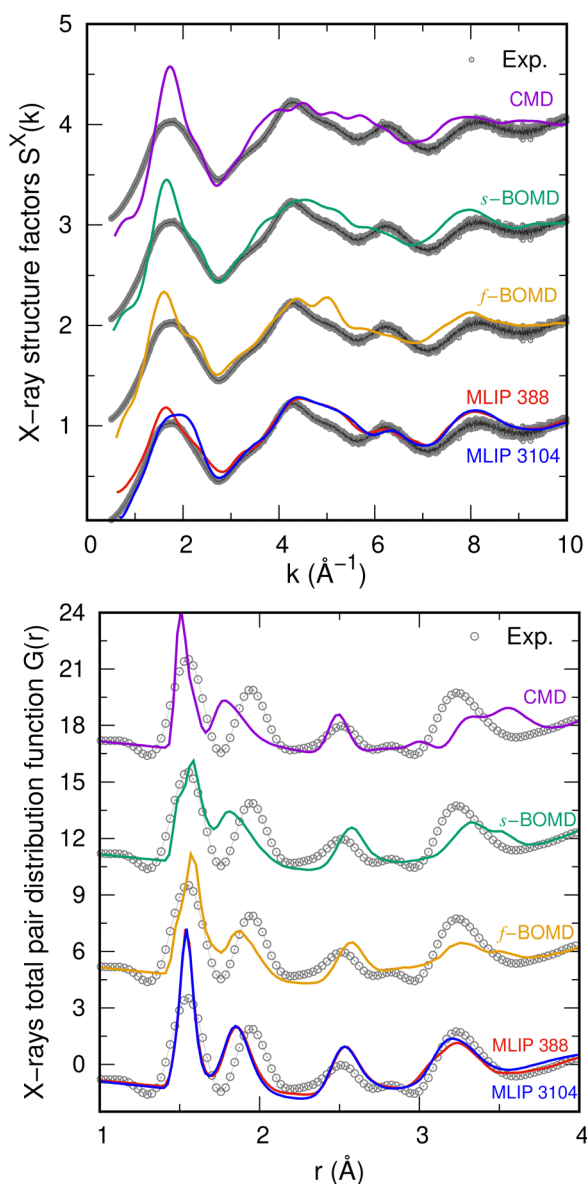 5
4
3
2
1
X-ray structure factors S^X(k)
Exp.
CMD
s-BOMD
f-BOMD
MLIP 388
MLIP 3104
0 2 4 6 8 10
k (Å⁻¹)
24
21
18
15
12
9
6
3
0
X-rays total pair distribution function G(r)
Exp.
CMD
s-BOMD
f-BOMD
MLIP 388
MLIP 3104
1 2 3 4
r (Å)